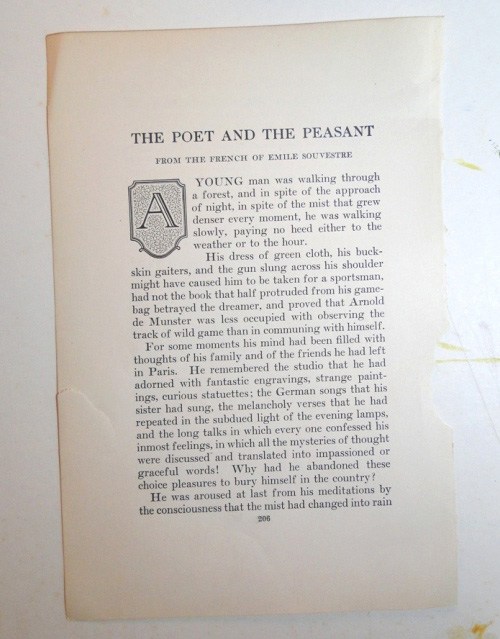 THE POET AND THE PEASANT
FROM THE FRENCH OF EMILE SOUVESTRE
A YOUNG man was walking through
a forest, and in spite of the approach
of night, in spite of the mist that grew
denser every moment, he was walking
slowly, paying no heed either to the
weather or to the hour.
His dress of green cloth, his buck-
skin gaiters, and the gun slung across his shoulder
might have caused him to be taken for a sportsman,
had not the book that half protruded from his game-
bag betrayed the dreamer, and proved that Arnold
de Munster was less occupied with observing the
track of wild game than in communing with himself.
For some moments his mind had been filled with
thoughts of his family and of the friends he had left
in Paris. He remembered the studio that he had
adorned with fantastic engravings, strange paint-
ings, curious statuettes; the German songs that his
sister had sung, the melancholy verses that he had
repeated in the subdued light of the evening lamps,
and the long talks in which every one confessed his
inmost feelings, in which all the mysteries of thought
were discussed and translated into impassioned or
graceful words! Why had he abandoned these
choice pleasures to bury himself in the country?
He was aroused at last from his meditations by
the consciousness that the mist had changed into rain
206